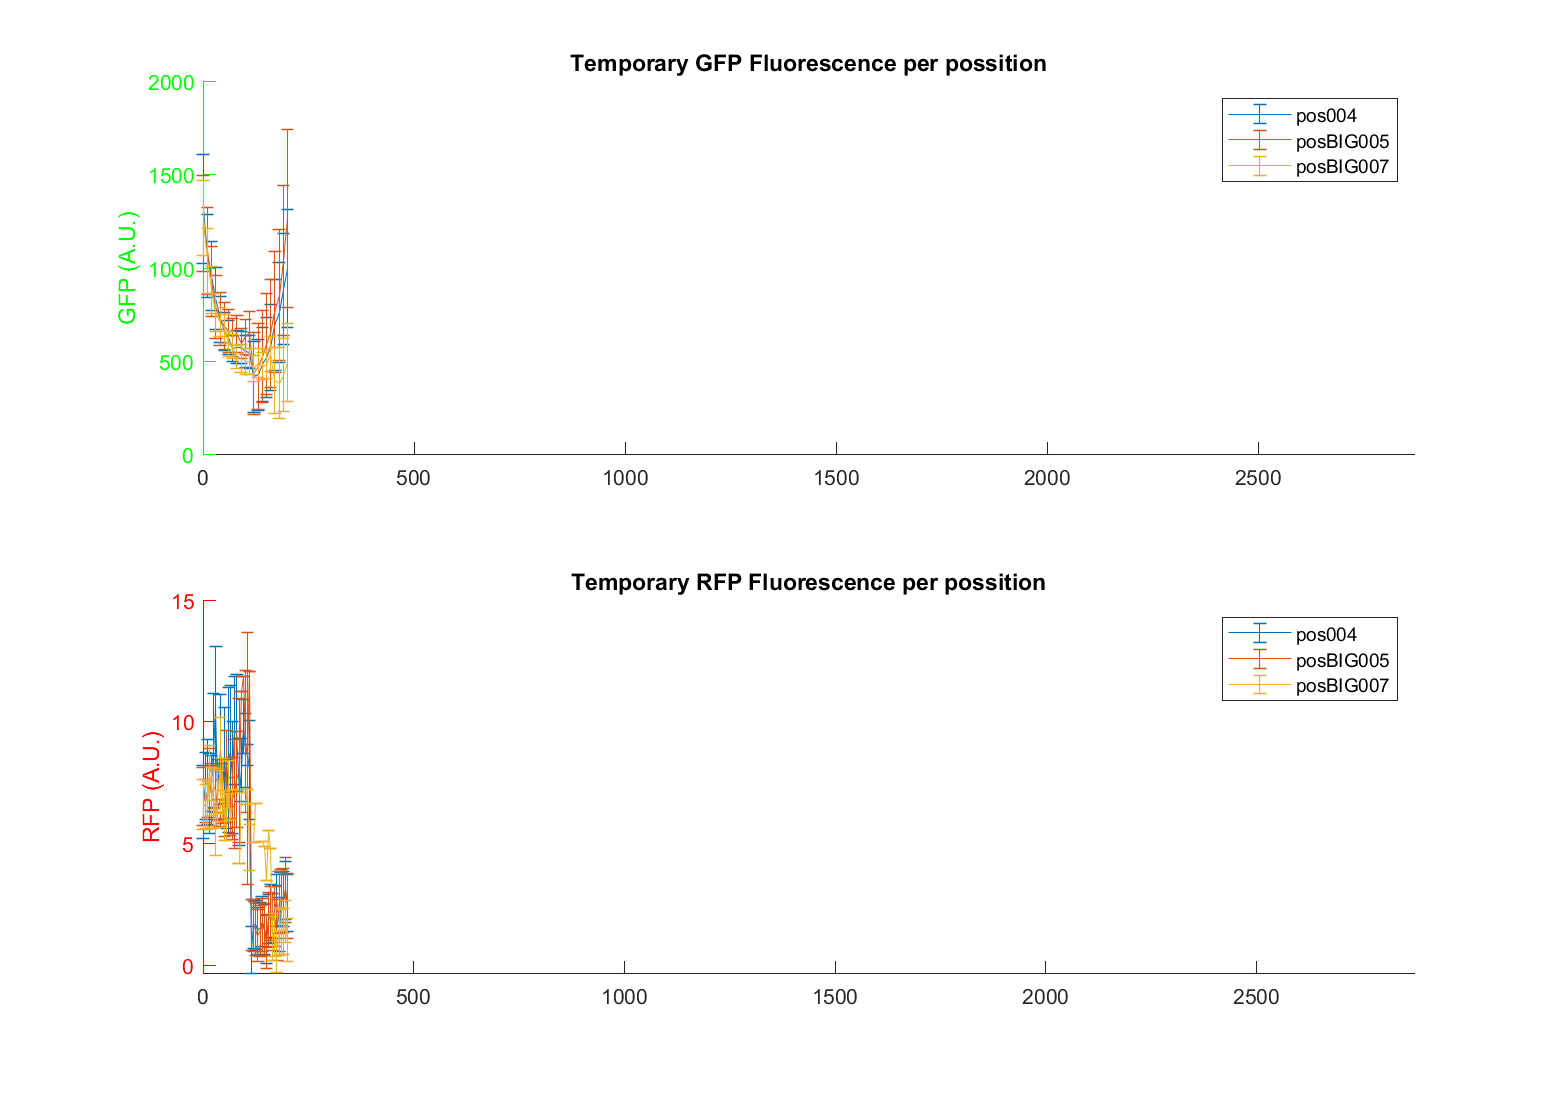 Temporary GFP Fluorescence per possition
2000
1500
1000
500
0
GFP (A.U.)
pos004
posBIG005
posBIG007
0 500 1000 1500 2000 2500
Temporary RFP Fluorescence per possition
15
10
5
0
RFP (A.U.)
pos004
posBIG005
posBIG007
0 500 1000 1500 2000 2500